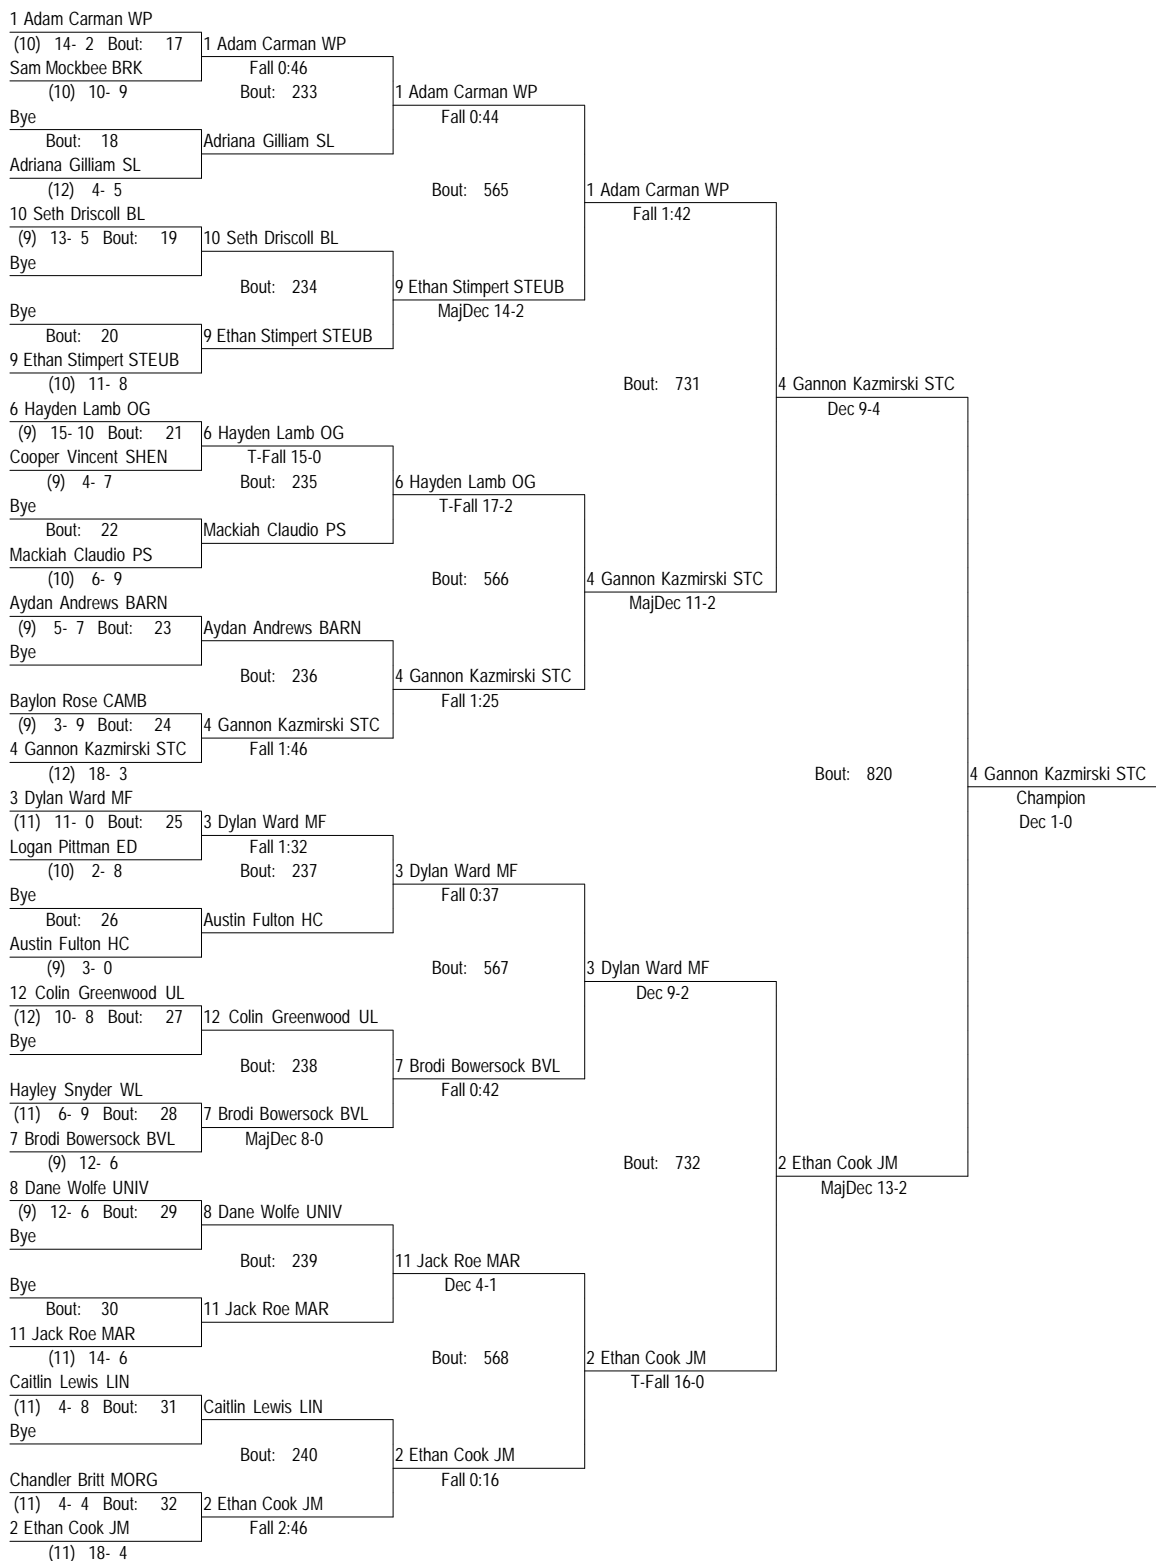 1 Adam Carman WP
(10) 14- 2 Bout: 17 1 Adam Carman WP
Sam Mockbee BRK Fall 0:46
(10) 10- 9 Bout: 233 1 Adam Carman WP
Bye Fall 0:44
Bout: 18 Adriana Gilliam SL
Adriana Gilliam SL
(12) 4- 5 Bout: 565 1 Adam Carman WP
10 Seth Driscoll BL Fall 1:42
(9) 13- 5 Bout: 19 10 Seth Driscoll BL
Bye
Bout: 234 9 Ethan Stimpert STEUB
Bye MajDec 14-2
Bout: 20 9 Ethan Stimpert STEUB
9 Ethan Stimpert STEUB
(10) 11- 8 Bout: 731 4 Gannon Kazmirski STC
6 Hayden Lamb OG Dec 9-4
(9) 15- 10 Bout: 21 6 Hayden Lamb OG
Cooper Vincent SHEN T-Fall 15-0
(9) 4- 7 Bout: 235 6 Hayden Lamb OG
Bye T-Fall 17-2
Bout: 22 Mackiah Claudio PS
Mackiah Claudio PS
(10) 6- 9 Bout: 566 4 Gannon Kazmirski STC
Aydan Andrews BARN MajDec 11-2
(9) 5- 7 Bout: 23 Aydan Andrews BARN
Bye
Bout: 236 4 Gannon Kazmirski STC
Baylon Rose CAMB Fall 1:25
(9) 3- 9 Bout: 24 4 Gannon Kazmirski STC
4 Gannon Kazmirski STC Fall 1:46
(12) 18- 3 Bout: 820 4 Gannon Kazmirski STC
3 Dylan Ward MF Champion
(11) 11- 0 Bout: 25 3 Dylan Ward MF Dec 1-0
Logan Pittman ED Fall 1:32
(10) 2- 8 Bout: 237 3 Dylan Ward MF
Bye Fall 0:37
Bout: 26 Austin Fulton HC
Austin Fulton HC
(9) 3- 0 Bout: 567 3 Dylan Ward MF
12 Colin Greenwood UL Dec 9-2
(12) 10- 8 Bout: 27 12 Colin Greenwood UL
Bye
Bout: 238 7 Brodi Bowersock BVL
Hayley Snyder WL Fall 0:42
(11) 6- 9 Bout: 28 7 Brodi Bowersock BVL
7 Brodi Bowersock BVL MajDec 8-0
(9) 12- 6 Bout: 732 2 Ethan Cook JM
8 Dane Wolfe UNIV MajDec 13-2
(9) 12- 6 Bout: 29 8 Dane Wolfe UNIV
Bye
Bout: 239 11 Jack Roe MAR
Bye Dec 4-1
Bout: 30 11 Jack Roe MAR
11 Jack Roe MAR
(11) 14- 6 Bout: 568 2 Ethan Cook JM
Caitlin Lewis LIN T-Fall 16-0
(11) 4- 8 Bout: 31 Caitlin Lewis LIN
Bye
Bout: 240 2 Ethan Cook JM
Chandler Britt MORG Fall 0:16
(11) 4- 4 Bout: 32 2 Ethan Cook JM
2 Ethan Cook JM Fall 2:46
(11) 18- 4